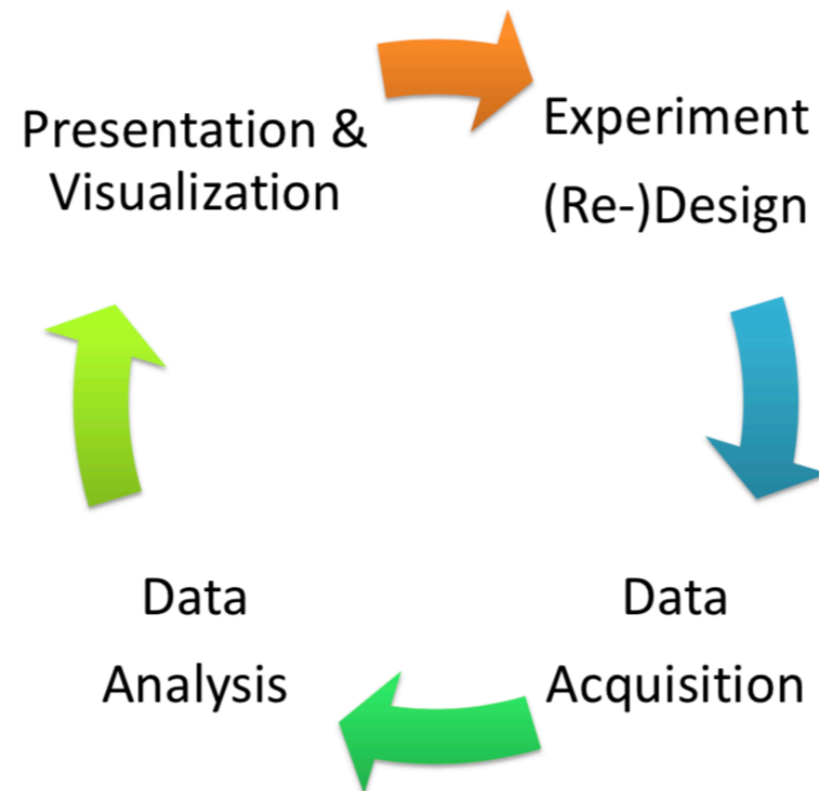 Presentation &
Visualization
Experiment
(Re-)Design
Data
Analysis
Data
Acquisition